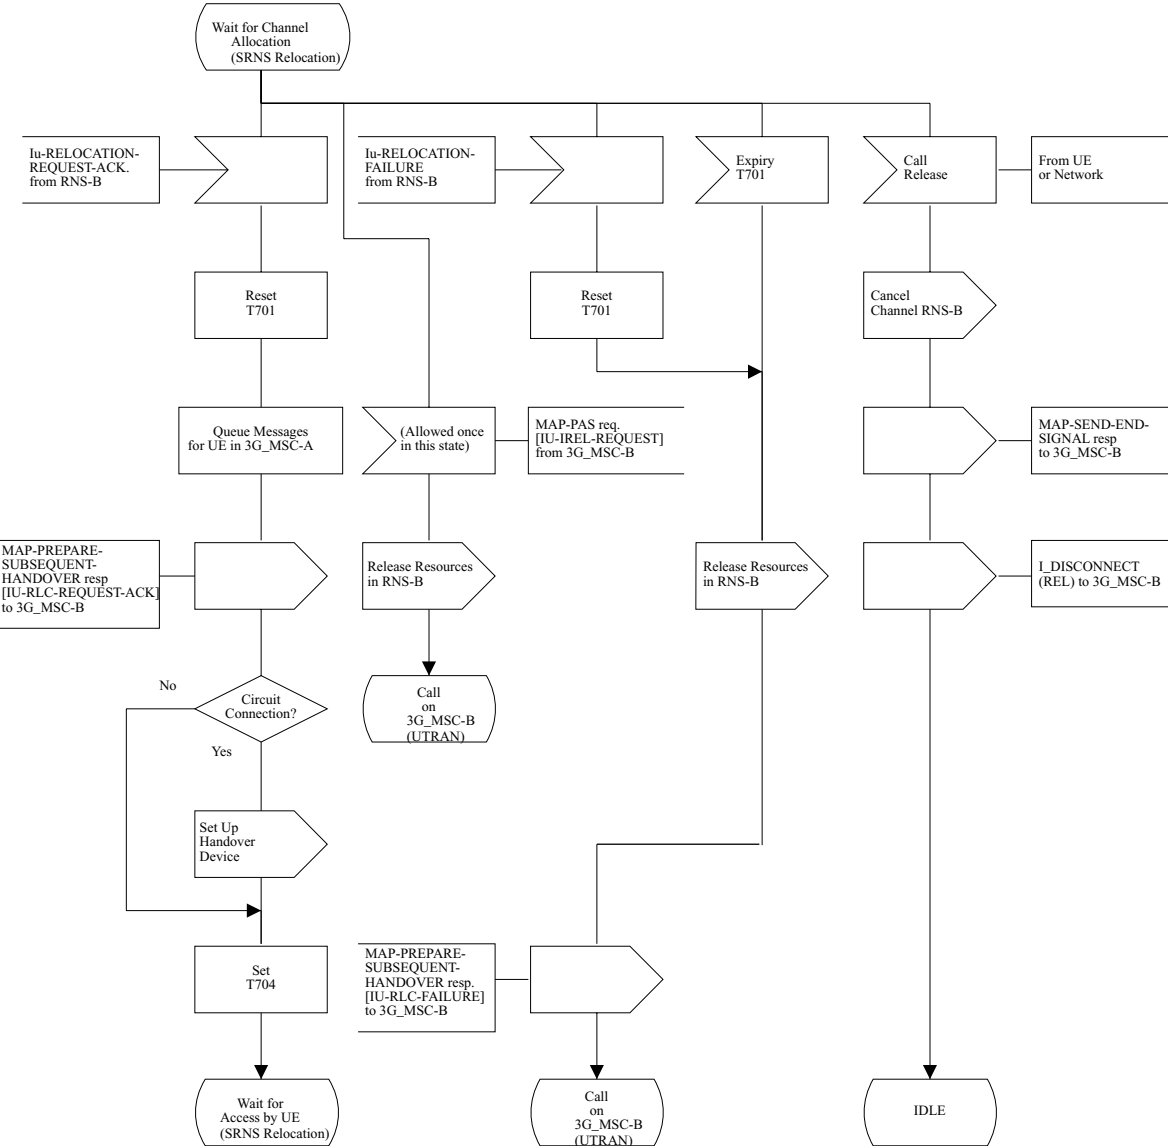 Wait for Channel
Allocation
(SRNS Relocation)
Iu-RELOCATION-
REQUEST-ACK.
from RNS-B
Iu-RELOCATION-
FAILURE
from RNS-B
Expiry
T701
Call
Release
From UE
or Network
Reset
T701
Reset
T701
Cancel
Channel RNS-B
Queue Messages
for UE in 3G_MSC-A
(Allowed once
in this state)
MAP-PAS req.
[IU-IREL-REQUEST]
from 3G_MSC-B
MAP-SEND-END-
SIGNAL resp
to 3G_MSC-B
MAP-PREPARE-
SUBSEQUENT-
HANDOVER resp
[IU-RLC-REQUEST-ACK]
to 3G_MSC-B
Release Resources
in RNS-B
Release Resources
in RNS-B
I_DISCONNECT
(REL) to 3G_MSC-B
No
Circuit
Connection?
Yes
Call
on
3G_MSC-B
(UTRAN)
Set Up
Handover
Device
Set
T704
MAP-PREPARE-
SUBSEQUENT-
HANDOVER resp.
[IU-RLC-FAILURE]
to 3G_MSC-B
Wait for
Access by UE
(SRNS Relocation)
Call
on
3G_MSC-B
(UTRAN)
IDLE